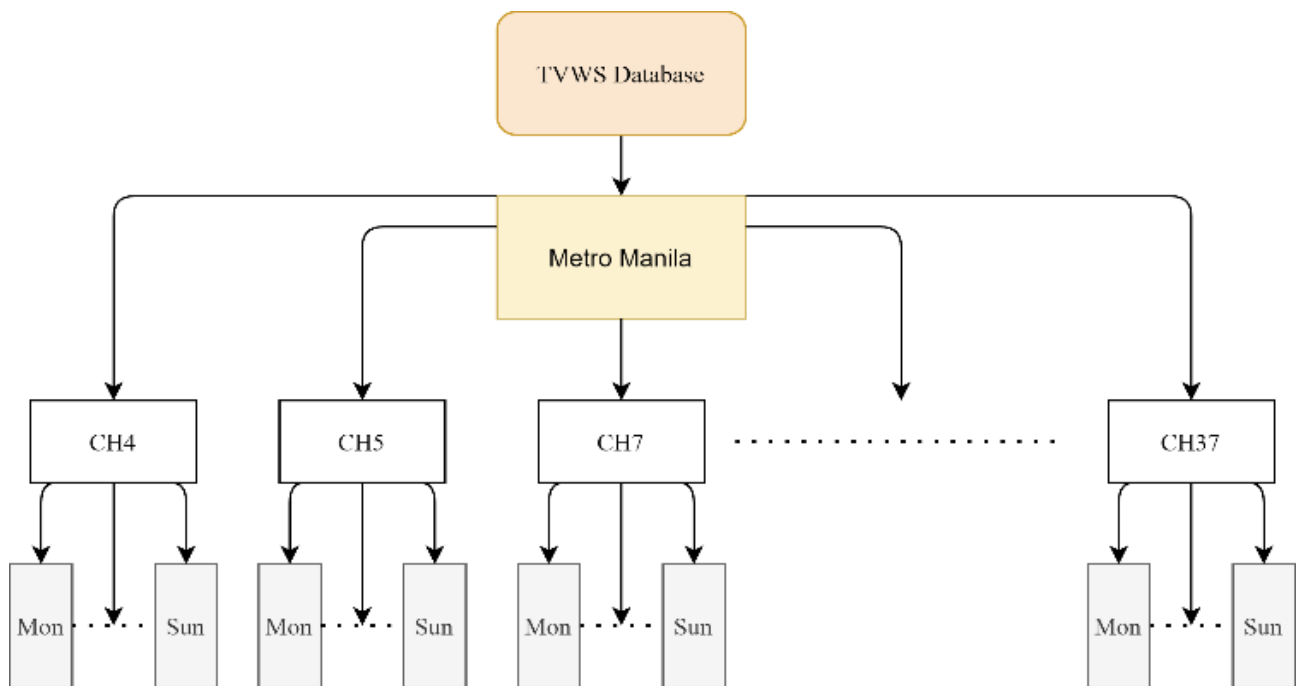 TVWS Database
Metro Manila
CH4
CH5
CH7
CH37
Mon
Sun
Mon
Sun
Mon
Sun
Mon
Sun